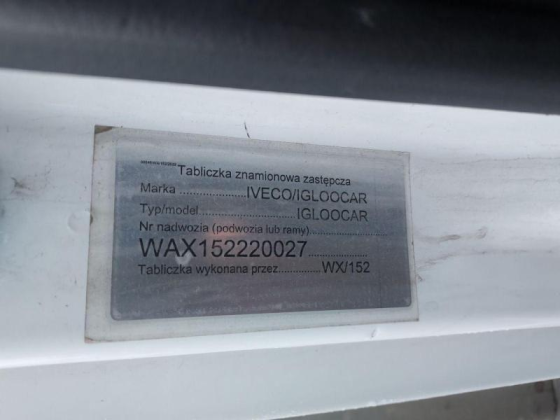 Tabliczka znamionowa zastępcza
Marka ..................IVECO/IGLOOCAR
Typ/model.........................IGLOOCAR
Nr nadwozia (podwozia lub ramy)....................
WAX152220027................
Tabliczka wykonana przez............WX/152